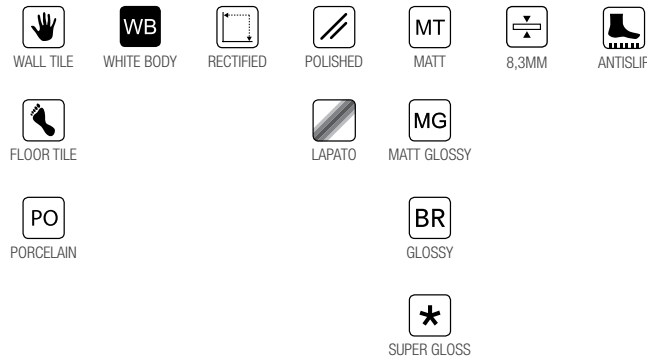 WB
MT
WALL TILE WHITE BODY RECTIFIED POLISHED MATT 8,3MM ANTISLIP
MG
FLOOR TILE LAPATO MATT GLOSSY
PO BR
PORCELAIN GLOSSY
SUPER GLOSS